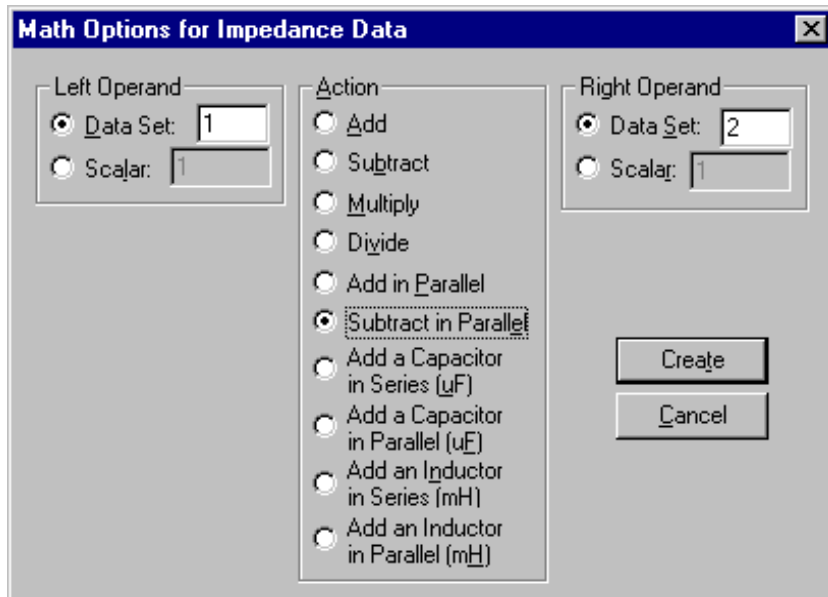 Math Options for Impedance Data
Left Operand
Data Set: 1
Scalar: 1
Action
Add
Subtract
Multiply
Divide
Add in Parallel
Subtract in Parallel
Add a Capacitor
in Series (uF)
Add a Capacitor
in Parallel (uF)
Add an Inductor
in Series (mH)
Add an Inductor
in Parallel (mH)
Right Operand
Data Set: 2
Scalar: 1
Create
Cancel